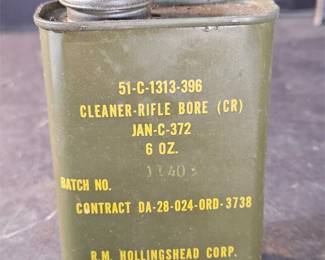 51-C-1313-396
CLEANER-RIFLE BORE (CR)
JAN-C-372
6 OZ.
BATCH NO.
CONTRACT DA-28-024-ORD-3738
R.M. HOLLINGSHEAD CORP.